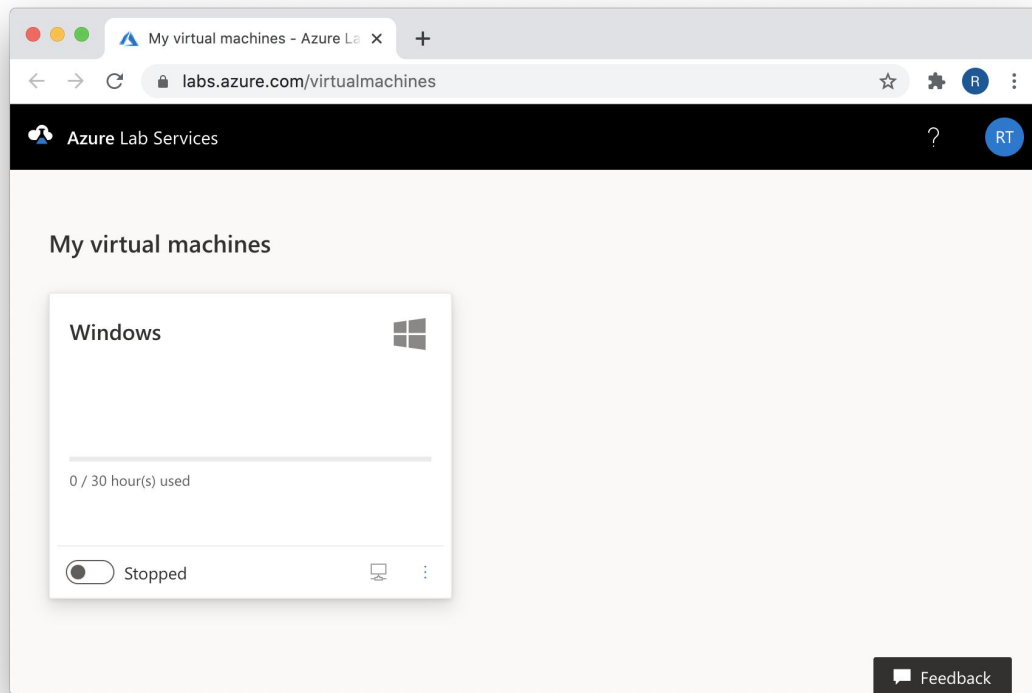 My virtual machines - Azure La
labs.azure.com/virtualmachines
R
Azure Lab Services
?
RT
My virtual machines
Windows
0 / 30 hour(s) used
Stopped
Feedback